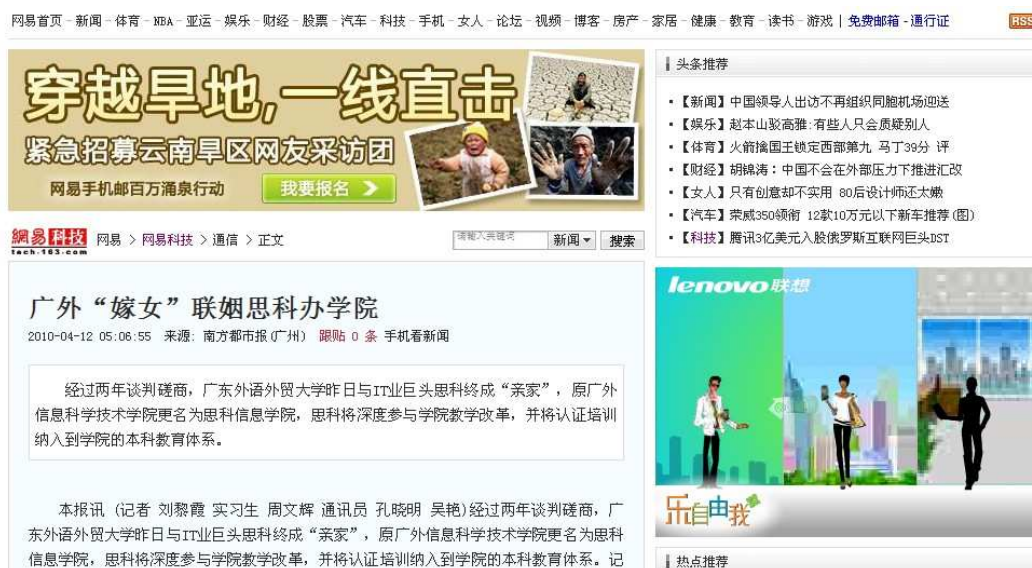 网易首页 - 新闻 - 体育 - NBA - 亚运 - 娱乐 - 财经 - 股票 - 汽车 - 科技 - 手机 - 女人 - 论坛 - 视频 - 博客 - 房产 - 家居 - 健康 - 教育 - 读书 - 游戏 | 免费邮箱 - 通行证
RSS
穿越旱地,一线直击
紧急招募云南旱区网友采访团
网易手机邮百万涌泉行动 我要报名
網易科技 tech.163.com
网易 > 网易科技 > 通信 > 正文
请输入关键词 新闻 搜索
广外“嫁女”联姻思科办学院
2010-04-12 05:06:55 来源: 南方都市报(广州) 跟贴 0 条 手机看新闻
经过两年谈判磋商，广东外语外贸大学昨日与IT业巨头思科终成“亲家”，原广外
信息科学技术学院更名为思科信息学院，思科将深度参与学院教学改革，并将认证培训
纳入到学院的本科教育体系。
本报讯 (记者 刘黎霞 实习生 周文辉 通讯员 孔晓明 吴艳)经过两年谈判磋商，广
东外语外贸大学昨日与IT业巨头思科终成“亲家”，原广外信息科学技术学院更名为思科
信息学院，思科将深度参与学院教学改革，并将认证培训纳入到学院的本科教育体系。记
头条推荐
【新闻】中国领导人出访不再组织同胞机场迎送
【娱乐】赵本山驳高雅:有些人只会质疑别人
【体育】火箭擒国王锁定西部第九 马丁39分 评
【财经】胡锦涛：中国不会在外部压力下推进汇改
【女人】只有创意却不实用 80后设计师还太嫩
【汽车】荣威350领衔 12款10万元以下新车推荐(图)
【科技】腾讯3亿美元入股俄罗斯互联网巨头DST
lenovo联想
乐自由我
热点推荐